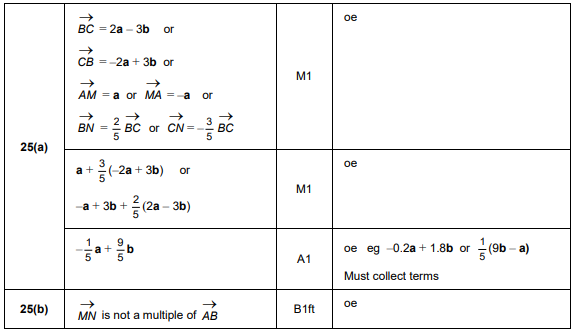 25(a)
→
BC = 2a – 3b or
→
CB = –2a + 3b or
→ →
AM = a or MA = –a or
→ 2 → → 3 →
BN = 2/5 BC or CN = – 3/5 BC
M1
oe
a + 3/5 (–2a + 3b) or
–a + 3b + 2/5 (2a – 3b)
M1
oe
– 1/5 a + 9/5 b
A1
oe eg –0.2a + 1.8b or 1/5 (9b – a)
Must collect terms
25(b)
→ →
MN is not a multiple of AB
B1ft
oe